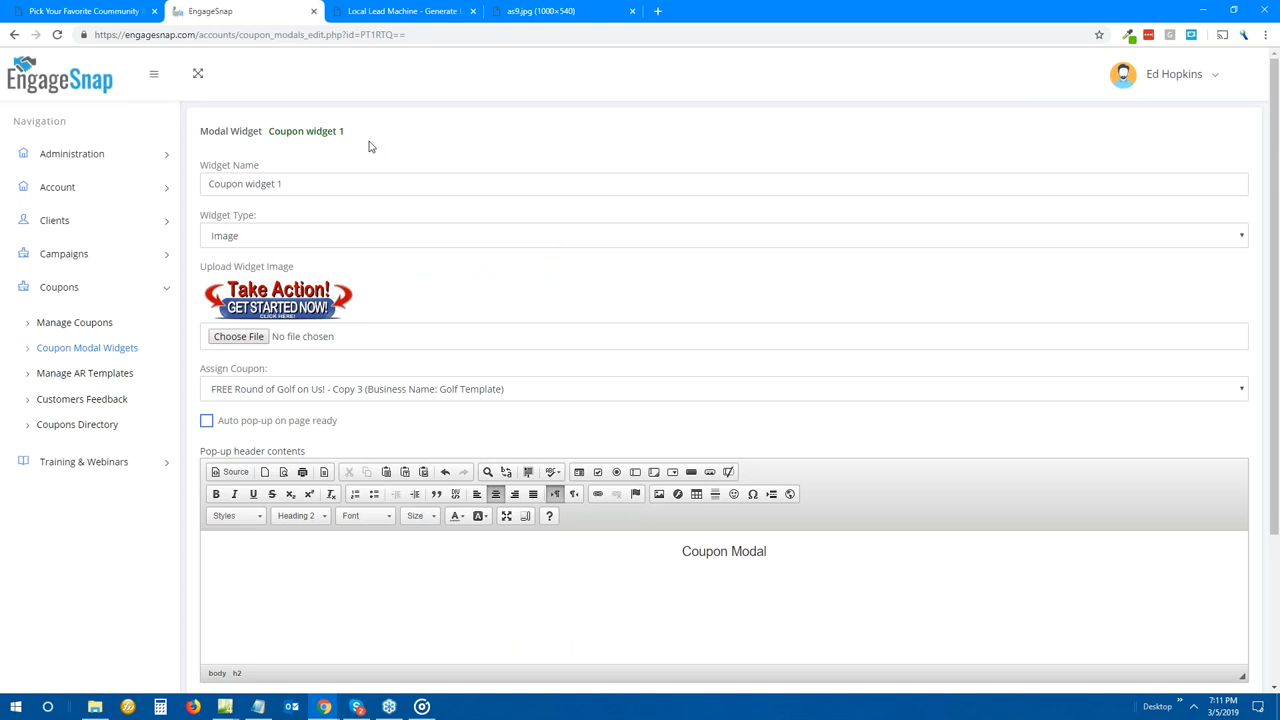 Pick Your Favorite Coummunity
EngageSnap
Local Lead Machine - Generate
as9.jpg (1000×540)
https://engagesnap.com/accounts/coupon_modals_edit.php?id=PT1RTQ==
EngageSnap
Ed Hopkins
Navigation
Administration
Account
Clients
Campaigns
Coupons
Manage Coupons
Coupon Modal Widgets
Manage AR Templates
Customers Feedback
Coupons Directory
Training & Webinars
Modal Widget Coupon widget 1
Widget Name
Coupon widget 1
Widget Type:
Image
Upload Widget Image
Take Action!
GET STARTED NOW!
CLICK HERE!
Choose File No file chosen
Assign Coupon:
FREE Round of Golf on Us! - Copy 3 (Business Name: Golf Template)
Auto pop-up on page ready
Pop-up header contents
Source
Styles Heading 2 Font Size
Coupon Modal
body h2
Desktop
7:11 PM
3/5/2019